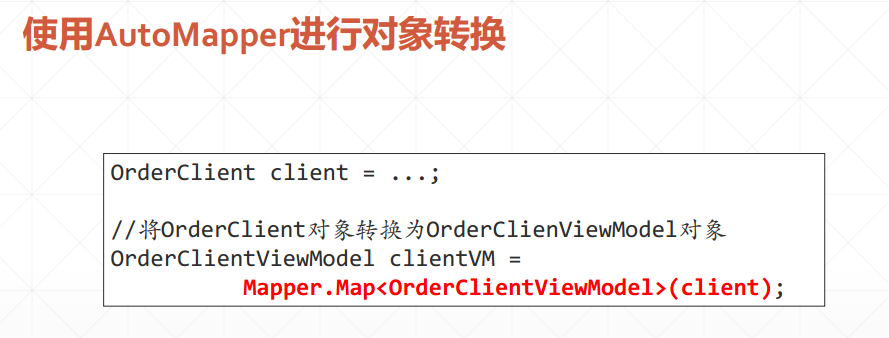 使用AutoMapper进行对象转换
OrderClient client = ...;
//将OrderClient对象转换为OrderClienViewModel对象
OrderClientViewModel clientVM =
Mapper.Map<OrderClientViewModel>(client);